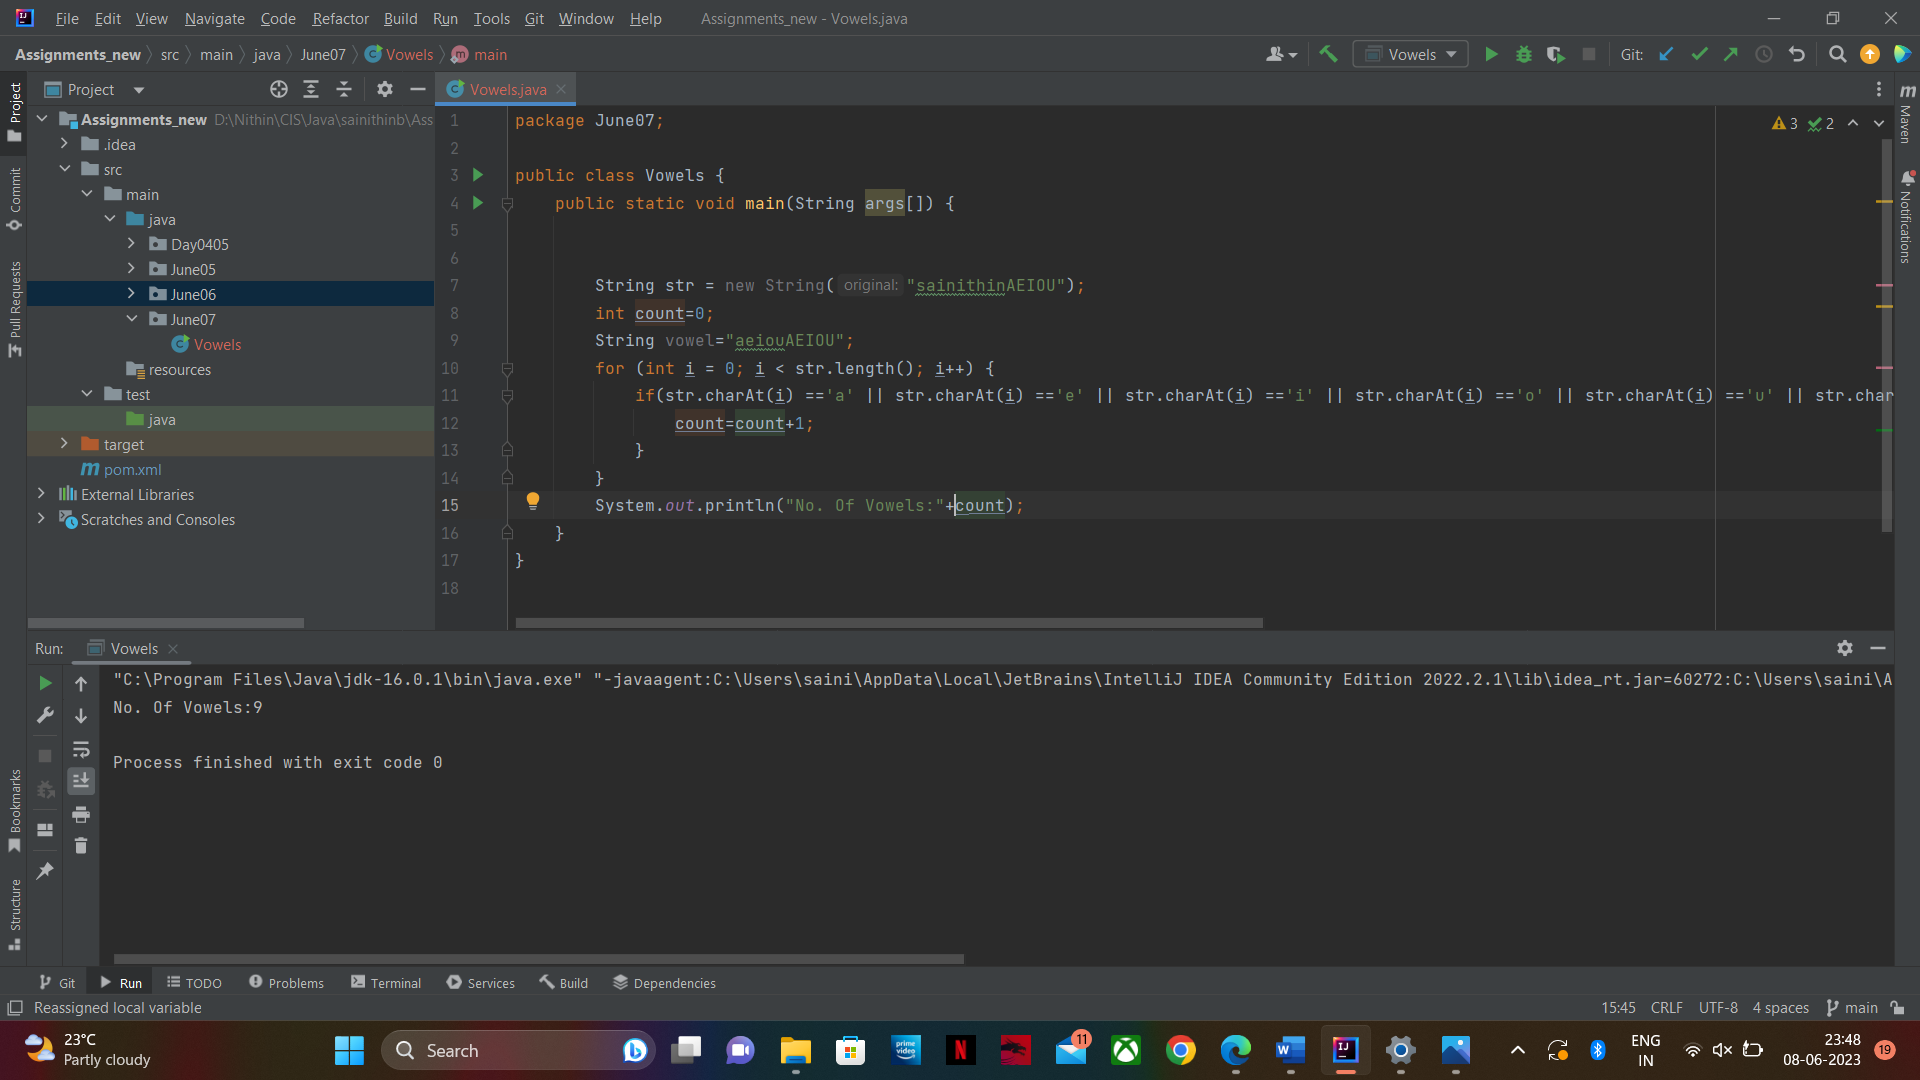 File Edit View Navigate Code Refactor Build Run Tools Git Window Help Assignments_new - Vowels.java
Assignments_new src main java June07 Vowels main Vowels Git:
Project Vowels.java
Assignments_new D:\Nithin\CIS\Java\sainithinb\Ass
.idea
src
main
java
Day0405
June05
June06
June07
Vowels
resources
test
java
target
pom.xml
External Libraries
Scratches and Consoles
Project
Commit
Pull Requests
Bookmarks
Structure
Maven
Notifications
3 2
1 package June07;
2
3 public class Vowels {
4 public static void main(String args[]) {
5
6
7 String str = new String( original: "sainithinAEIOU");
8 int count=0;
9 String vowel="aeiouAEIOU";
10 for (int i = 0; i < str.length(); i++) {
11 if(str.charAt(i) =='a' || str.charAt(i) =='e' || str.charAt(i) =='i' || str.charAt(i) =='o' || str.charAt(i) =='u' || str.char
12 count=count+1;
13 }
14 }
15 System.out.println("No. Of Vowels:"+count);
16 }
17 }
18
Run: Vowels
"C:\Program Files\Java\jdk-16.0.1\bin\java.exe" "-javaagent:C:\Users\saini\AppData\Local\JetBrains\IntelliJ IDEA Community Edition 2022.2.1\lib\idea_rt.jar=60272:C:\Users\saini\A
No. Of Vowels:9
Process finished with exit code 0
Git Run TODO Problems Terminal Services Build Dependencies
Reassigned local variable 15:45 CRLF UTF-8 4 spaces main
23°C
Partly cloudy
Search
prime video
11
ENG
IN
23:48
08-06-2023
19